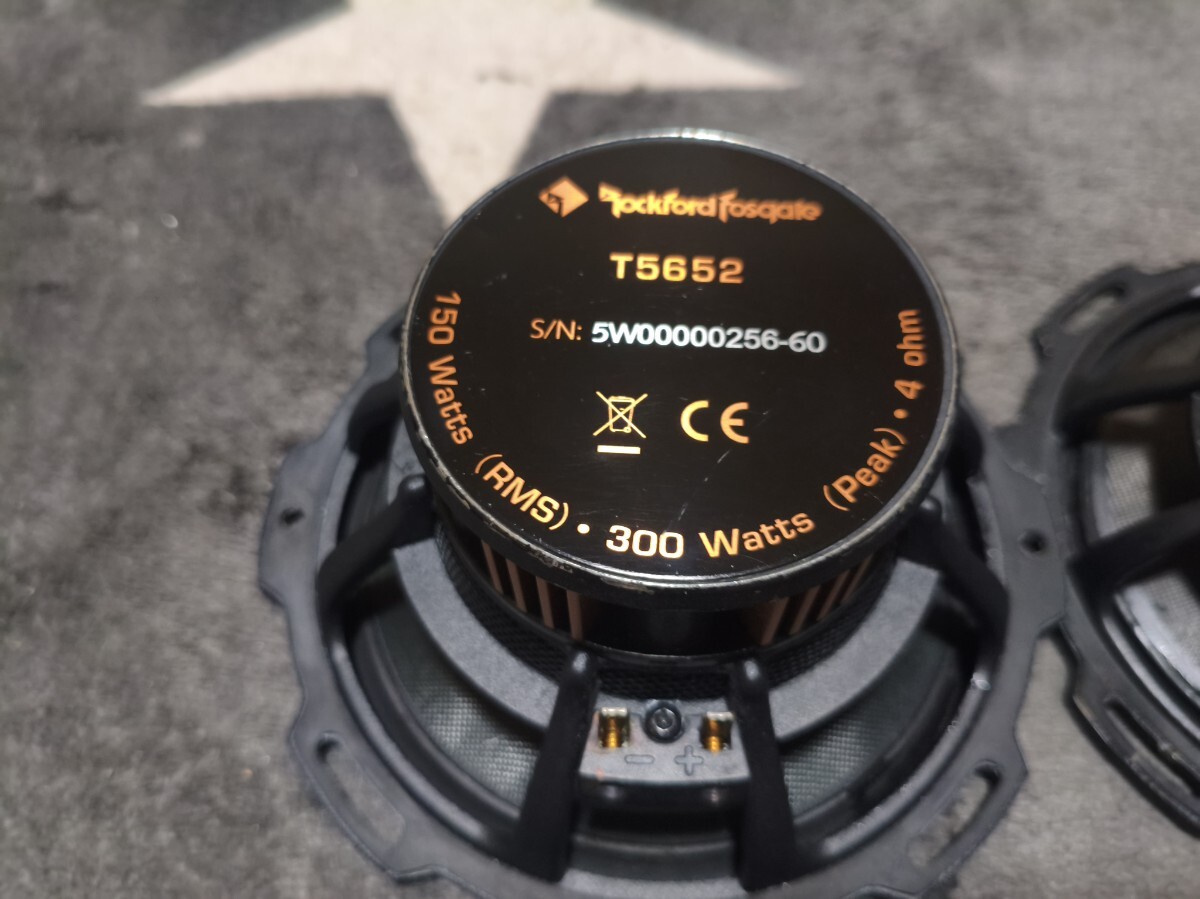 Rockford Fosgate
T5652
S/N: 5W00000256-60
CE
150 Watts (RMS) • 300 Watts (Peak) • 4 ohm
− +